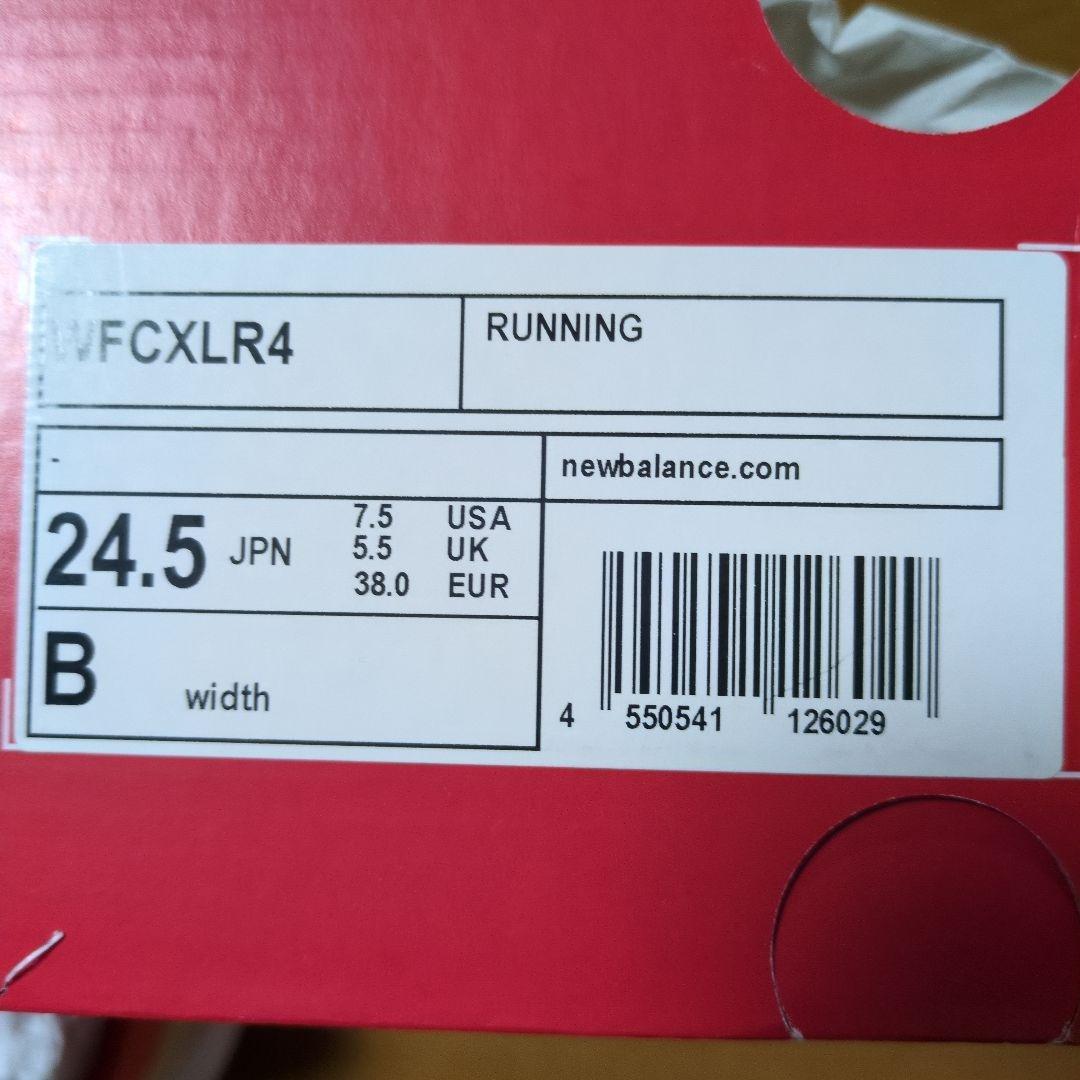 WFCXLR4
RUNNING
-
newbalance.com
24.5 JPN
7.5 USA
5.5 UK
38.0 EUR
B width
4 550541 126029